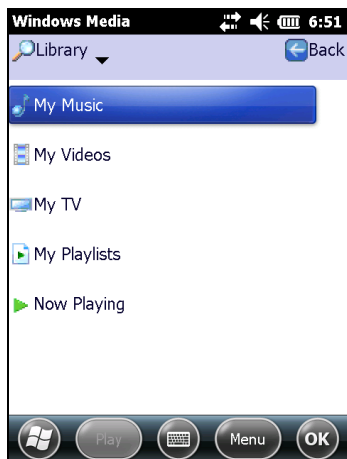 Windows Media 6:51
Library Back
My Music
My Videos
My TV
My Playlists
Now Playing
Play Menu OK